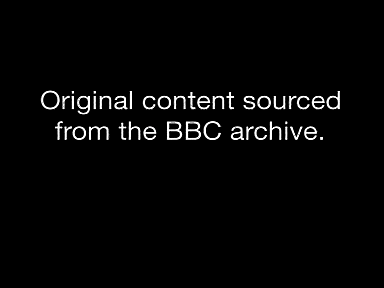 Original content sourced
from the BBC archive.